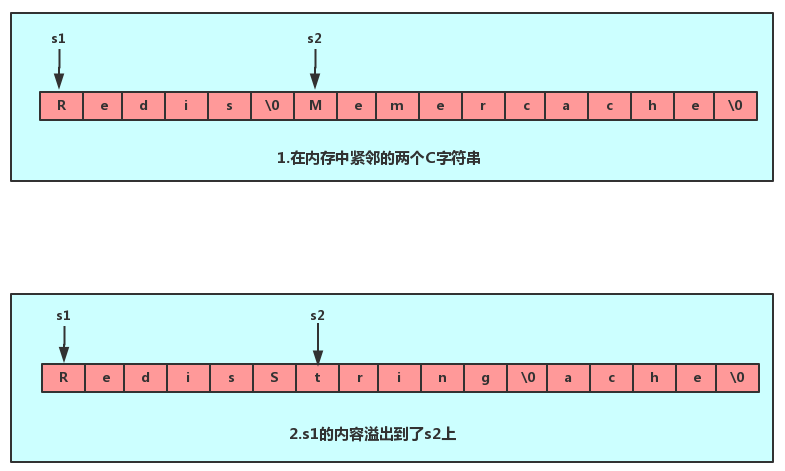 s1 s2
R e d i s \0 M e m e r c a c h e \0
1.在内存中紧邻的两个C字符串
s1 s2
R e d i s S t r i n g \0 a c h e \0
2.s1的内容溢出到了s2上